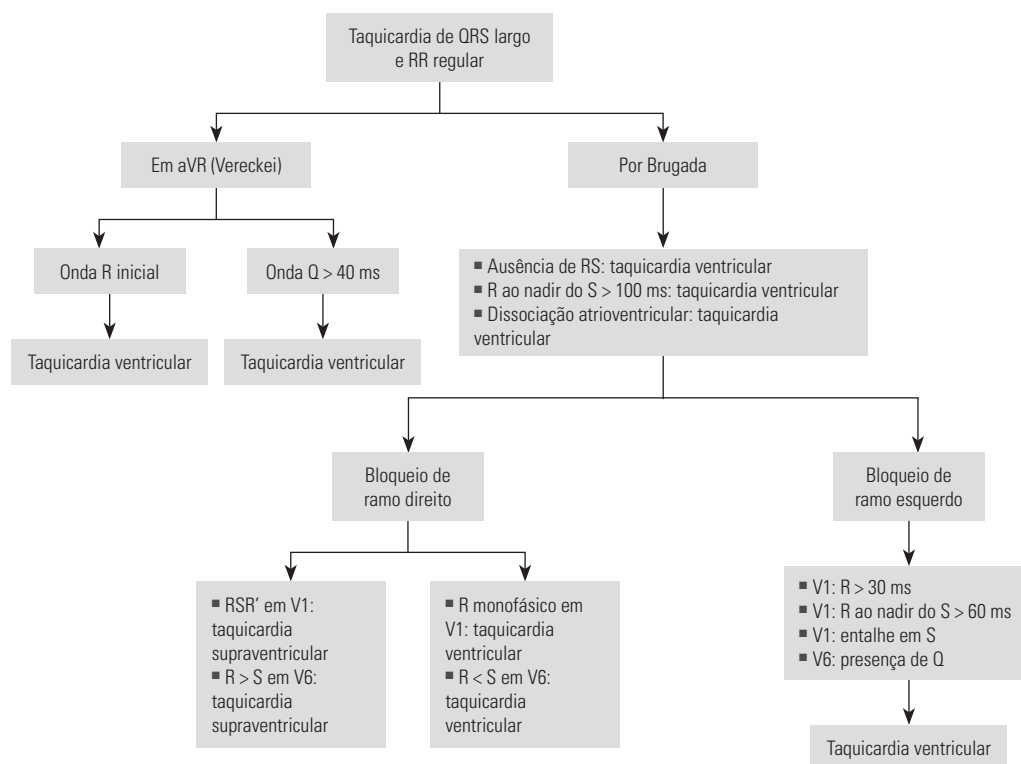 Taquicardia de QRS largo
e RR regular
Em aVR (Vereckei)
Por Brugada
Onda R inicial
Onda Q > 40 ms
Taquicardia ventricular
Taquicardia ventricular
■ Ausência de RS: taquicardia ventricular
■ R ao nadir do S > 100 ms: taquicardia ventricular
■ Dissociação atrioventricular: taquicardia
ventricular
Bloqueio de
ramo direito
Bloqueio de
ramo esquerdo
■ RSR’ em V1:
taquicardia
supraventricular
■ R > S em V6:
taquicardia
supraventricular
■ R monofásico em
V1: taquicardia
ventricular
■ R < S em V6:
taquicardia
ventricular
■ V1: R > 30 ms
■ V1: R ao nadir do S > 60 ms
■ V1: entalhe em S
■ V6: presença de Q
Taquicardia ventricular